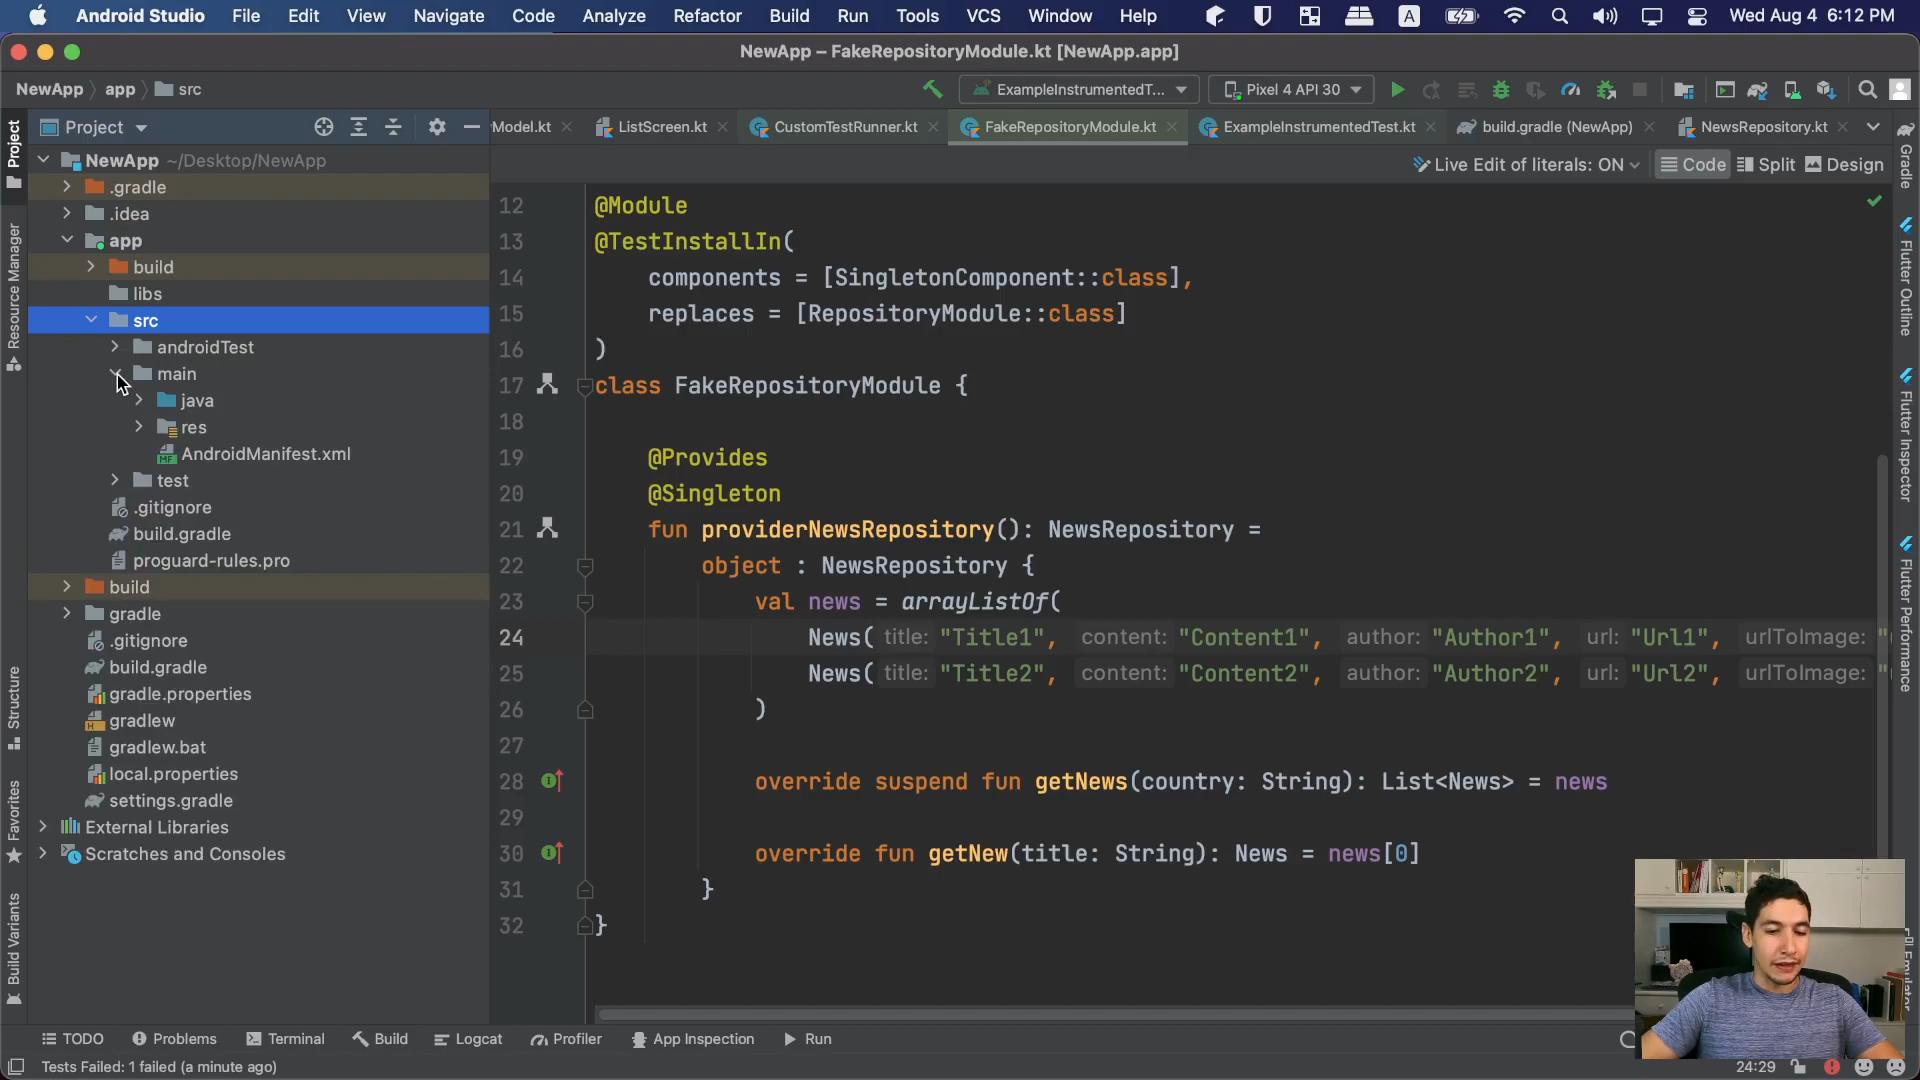 Android Studio File Edit View Navigate Code Analyze Refactor Build Run Tools VCS Window Help A Wed Aug 4 6:12 PM
NewApp – FakeRepositoryModule.kt [NewApp.app]
NewApp app src ExampleInstrumentedT... Pixel 4 API 30
Project Model.kt ListScreen.kt CustomTestRunner.kt FakeRepositoryModule.kt ExampleInstrumentedTest.kt build.gradle (NewApp) NewsRepository.kt
Live Edit of literals: ON Code Split Design
NewApp ~/Desktop/NewApp
.gradle
.idea
app
build
libs
src
androidTest
main
java
res
MF AndroidManifest.xml
test
.gitignore
build.gradle
proguard-rules.pro
build
gradle
.gitignore
build.gradle
gradle.properties
gradlew
gradlew.bat
local.properties
settings.gradle
External Libraries
Scratches and Consoles
Project
Resource Manager
Structure
Favorites
Build Variants
12 @Module
13 @TestInstallIn(
14 components = [SingletonComponent::class],
15 replaces = [RepositoryModule::class]
16 )
17 class FakeRepositoryModule {
18
19 @Provides
20 @Singleton
21 fun providerNewsRepository(): NewsRepository =
22 object : NewsRepository {
23 val news = arrayListOf(
24 News( title: "Title1", content: "Content1", author: "Author1", url: "Url1", urlToImage: "
25 News( title: "Title2", content: "Content2", author: "Author2", url: "Url2", urlToImage: "
26 )
27
28 override suspend fun getNews(country: String): List<News> = news
29
30 override fun getNew(title: String): News = news[0]
31 }
32 }
Gradle
Flutter Outline
Flutter Inspector
Flutter Performance
Emulator
TODO Problems Terminal Build Logcat Profiler App Inspection Run
Tests Failed: 1 failed (a minute ago) 24:29